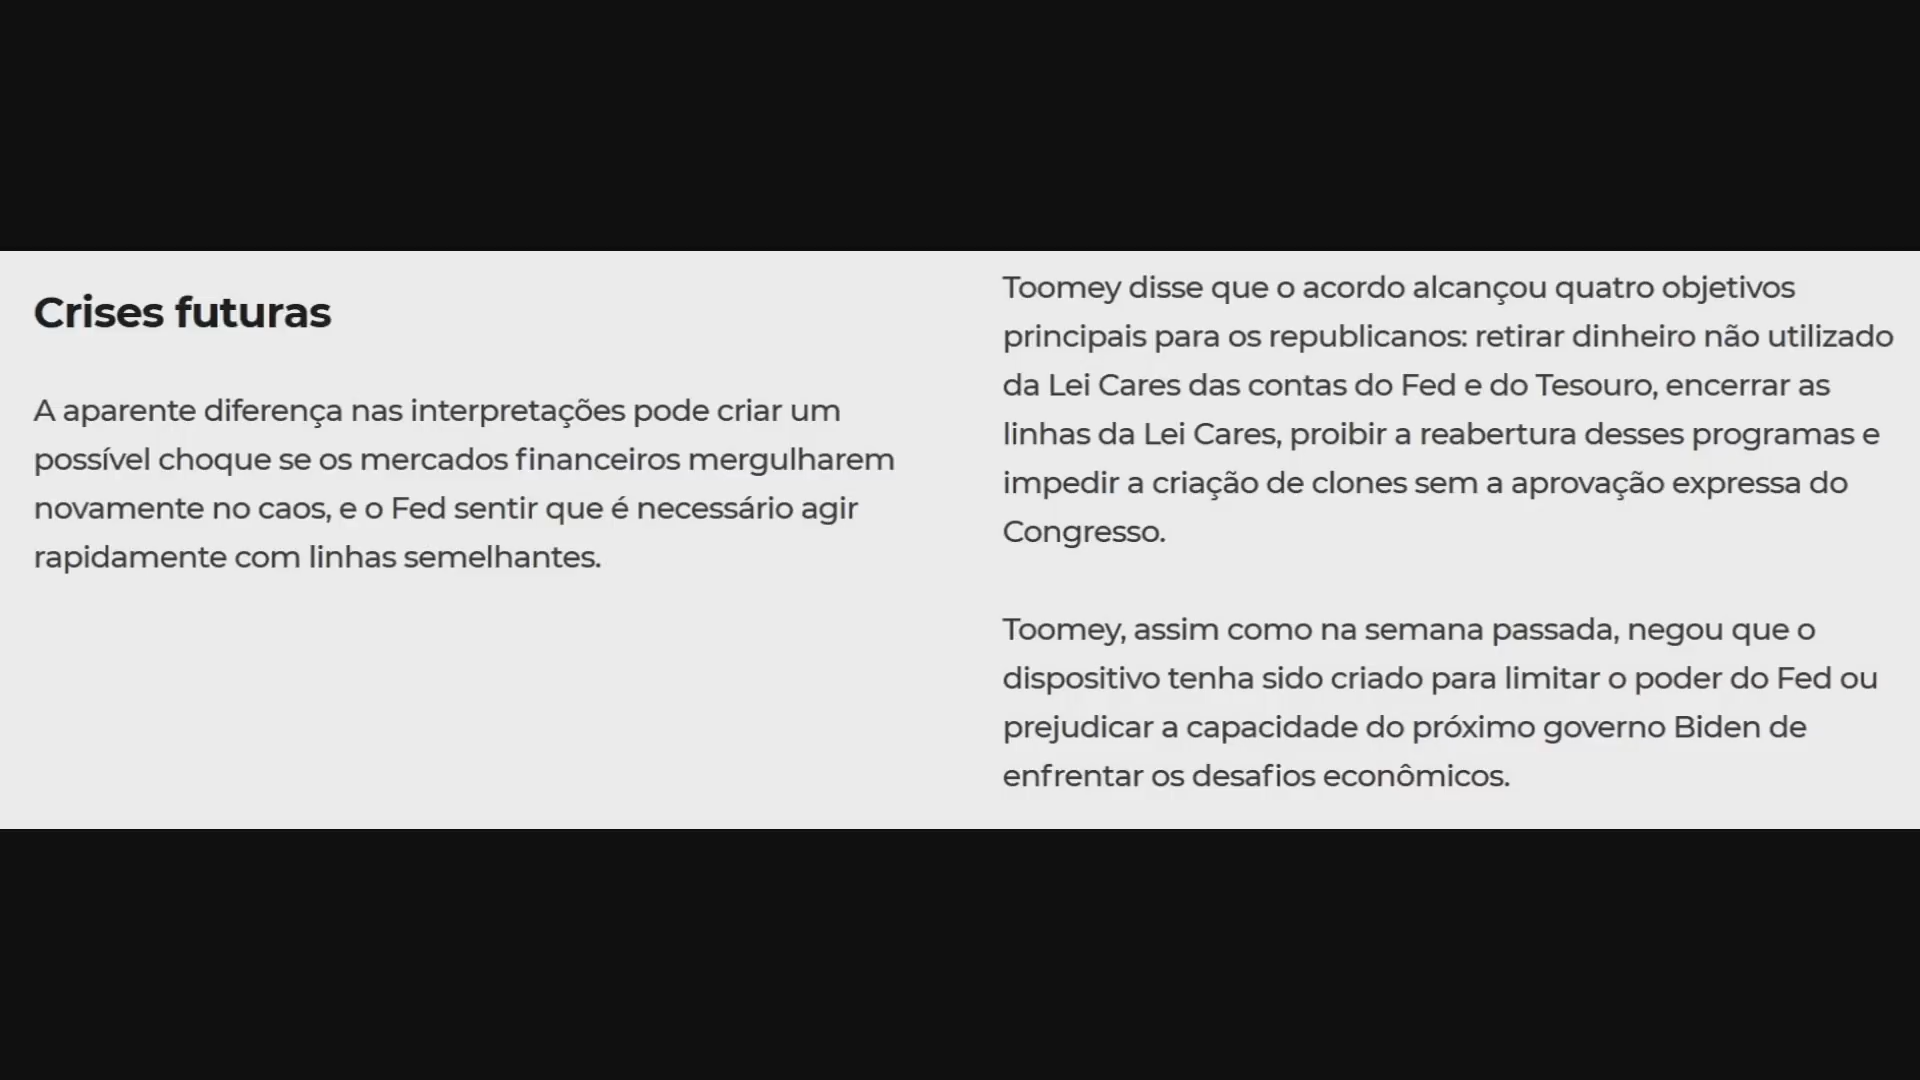 Crises futuras
A aparente diferença nas interpretações pode criar um
possível choque se os mercados financeiros mergulharem
novamente no caos, e o Fed sentir que é necessário agir
rapidamente com linhas semelhantes.
Toomey disse que o acordo alcançou quatro objetivos
principais para os republicanos: retirar dinheiro não utilizado
da Lei Cares das contas do Fed e do Tesouro, encerrar as
linhas da Lei Cares, proibir a reabertura desses programas e
impedir a criação de clones sem a aprovação expressa do
Congresso.
Toomey, assim como na semana passada, negou que o
dispositivo tenha sido criado para limitar o poder do Fed ou
prejudicar a capacidade do próximo governo Biden de
enfrentar os desafios econômicos.